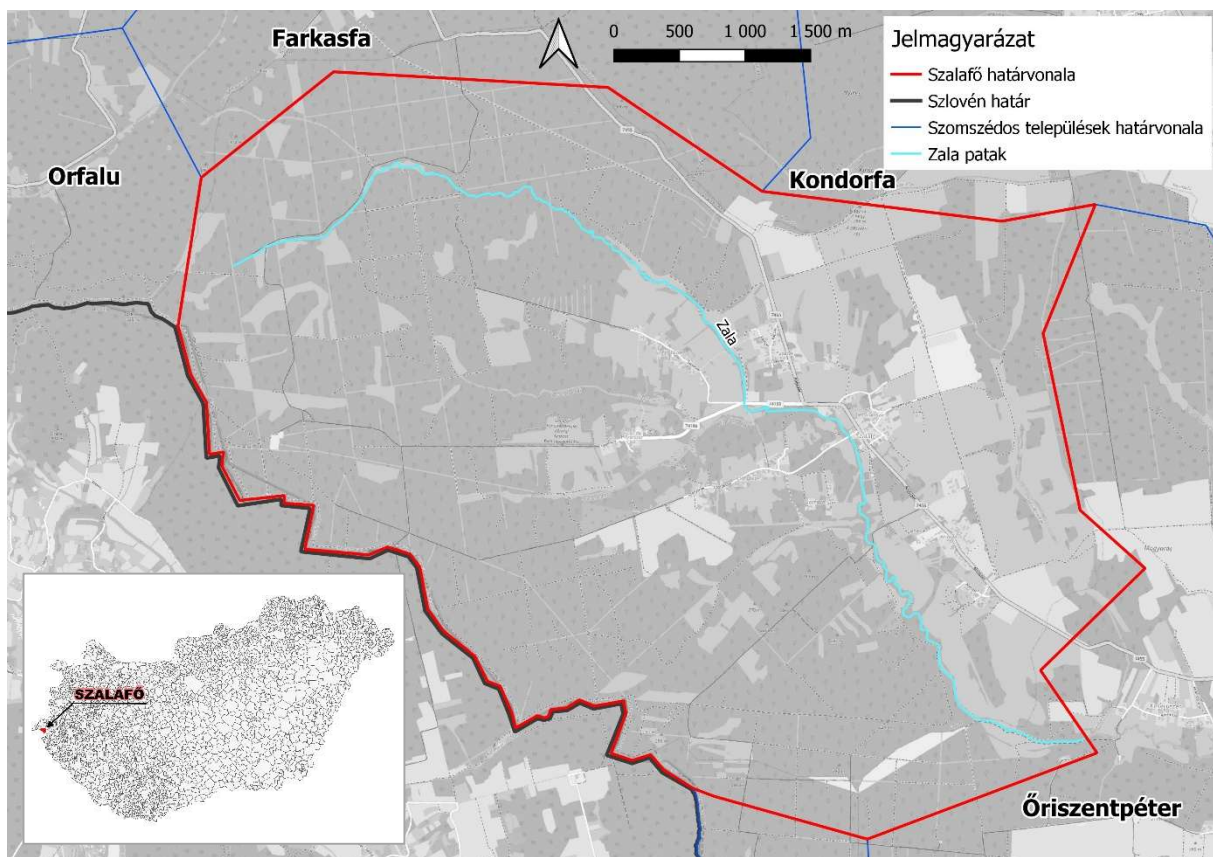 Farkasfa
0 500 1 000 1 500 m
Jelmagyarázat
Szalafő határvonala
Szlovén határ
Szomszédos települések határvonala
Zala patak
Orfalu
Kondorfa
Zala
SZALAFŐ
Őriszentpéter